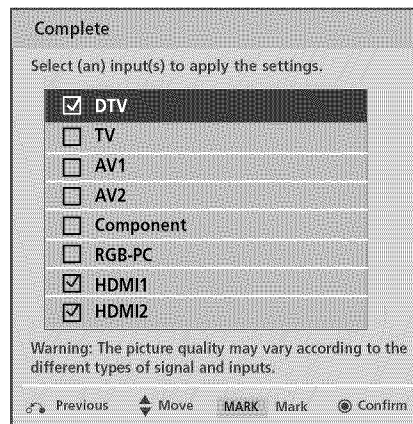 Complete
Select (an) input(s) to apply the settings.
DTV
TV
AV1
AV2
Component
RGB-PC
HDMI1
HDMI2
Warning: The picture quality may vary according to the
different types of signal and inputs.
Previous Move MARK Mark Confirm